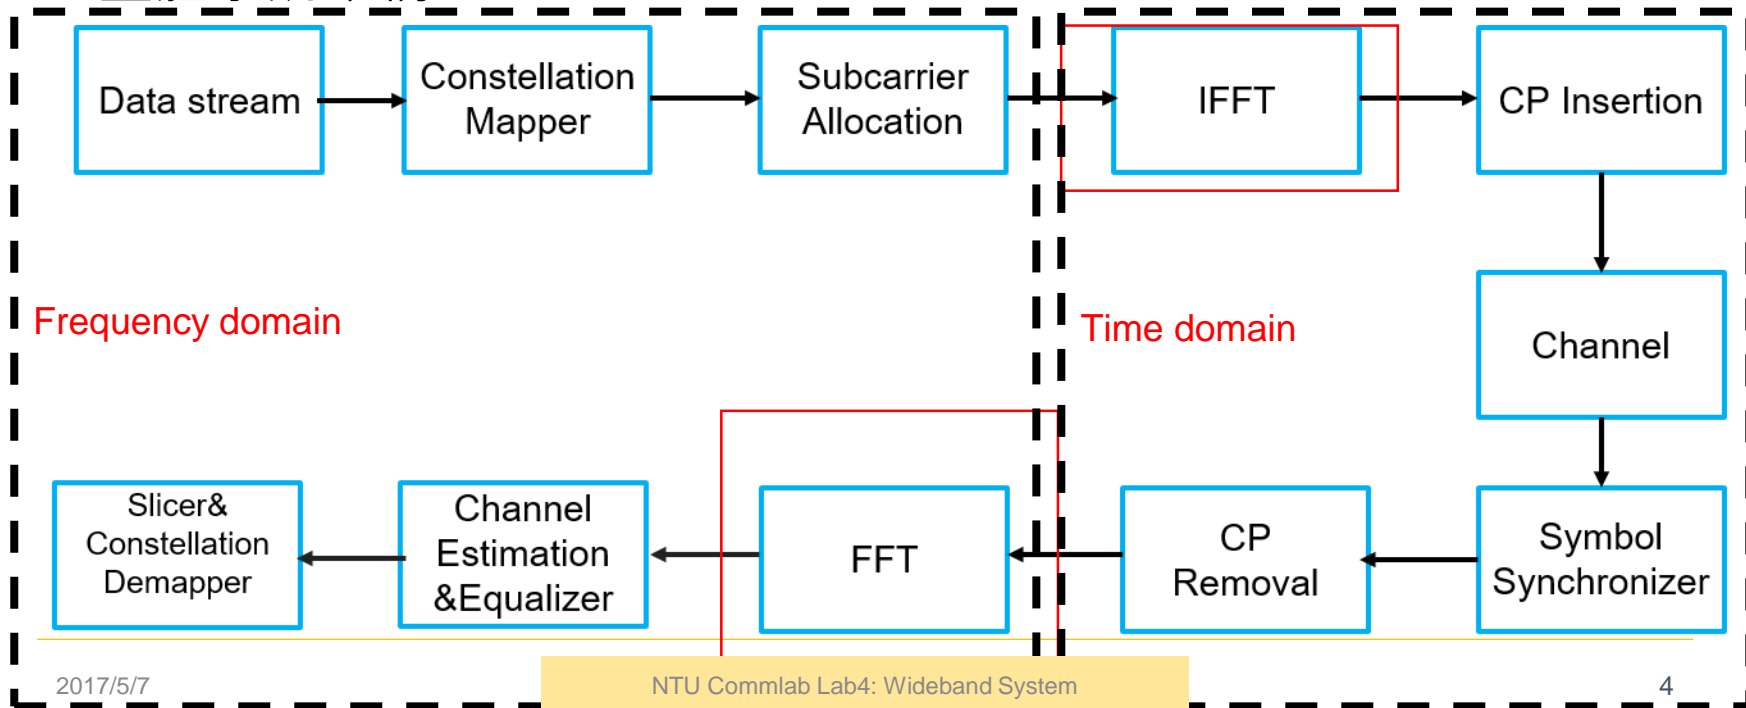 Data stream
Constellation
Mapper
Subcarrier
Allocation
IFFT
CP Insertion
Frequency domain
Time domain
Channel
Slicer&
Constellation
Demapper
Channel
Estimation
&Equalizer
FFT
CP
Removal
Symbol
Synchronizer
2017/5/7
NTU Commlab Lab4: Wideband System
4